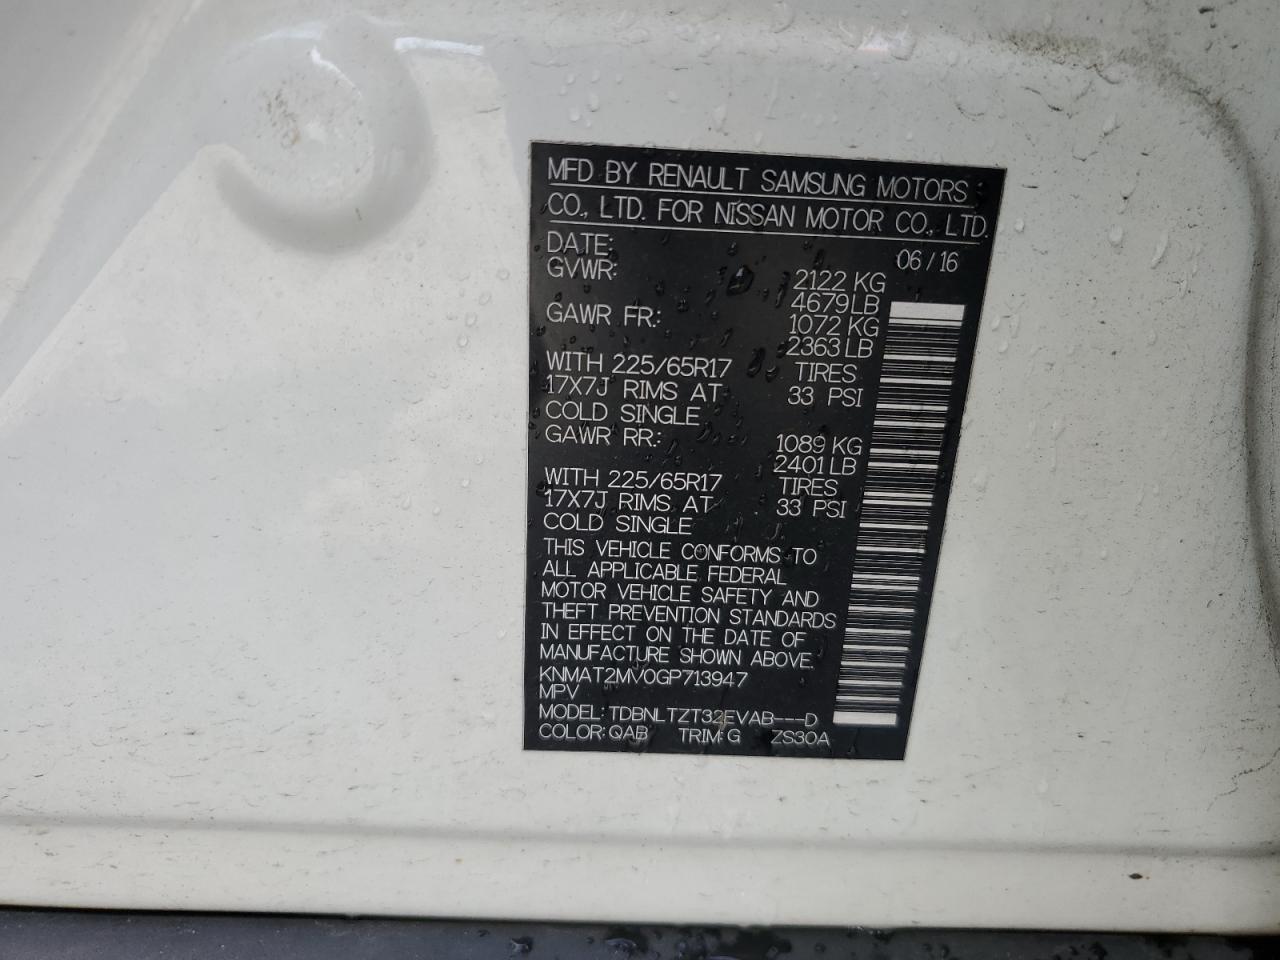 MFD BY RENAULT SAMSUNG MOTORS
CO., LTD. FOR NISSAN MOTOR CO., LTD.
DATE: 06/16
GVWR: 2122 KG
4679LB
GAWR FR.: 1072 KG
2363LB
WITH 225/65R17 TIRES
17X7J RIMS AT 33 PSI
COLD SINGLE
GAWR RR.: 1089 KG
2401LB
WITH 225/65R17 TIRES
17X7J RIMS AT 33 PSI
COLD SINGLE
THIS VEHICLE CONFORMS TO
ALL APPLICABLE FEDERAL
MOTOR VEHICLE SAFETY AND
THEFT PREVENTION STANDARDS
IN EFFECT ON THE DATE OF
MANUFACTURE SHOWN ABOVE.
KNMAT2MV0GP713947
MPV
MODEL: TDBNLTZT32EVAB---D
COLOR: QAB TRIM: G ZS30A